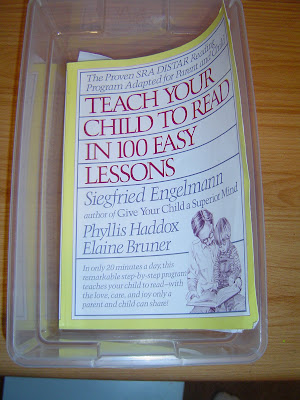 The Proven SRA DISTAR Reading
Program Adapted for Parent and Child
TEACH YOUR
CHILD TO READ
IN 100 EASY
LESSONS
Siegfried Engelmann
author of Give Your Child a Superior Mind
Phyllis Haddox
Elaine Bruner
In only 20 minutes a day, this
remarkable step-by-step program
teaches your child to read—with
the love, care, and joy only a
parent and child can share!